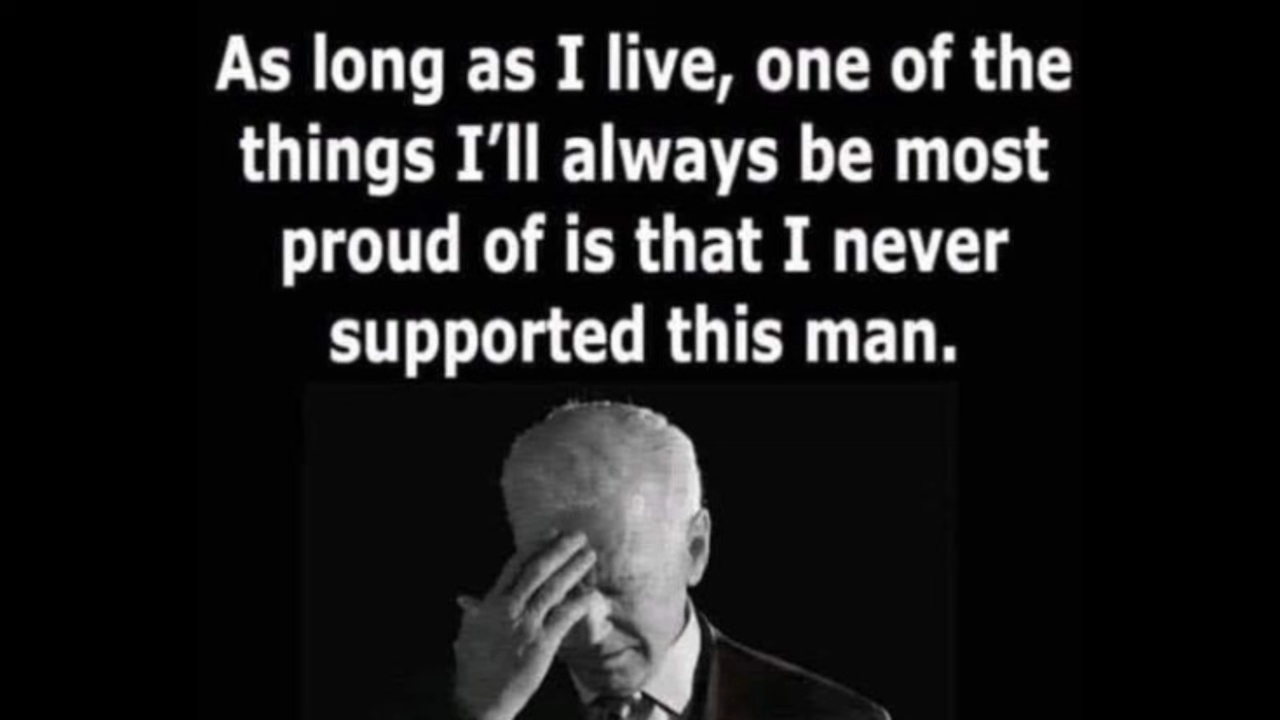 As long as I live, one of the
things I’ll always be most
proud of is that I never
supported this man.